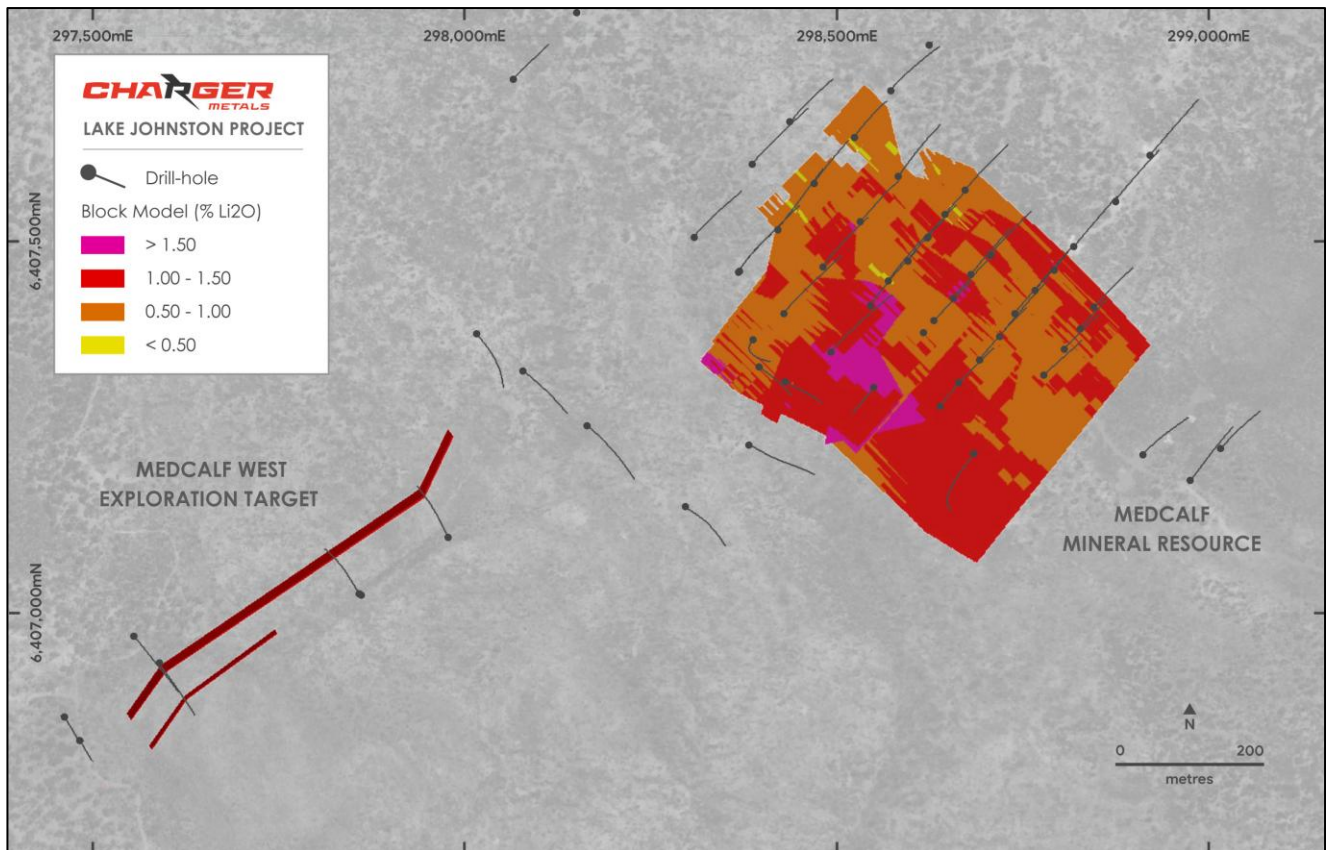 297,500mE
298,000mE
298,500mE
299,000mE
CHARGER
METALS
LAKE JOHNSTON PROJECT
Drill-hole
Block Model (% Li2O)
> 1.50
1.00 - 1.50
0.50 - 1.00
< 0.50
6,407,500mN
6,407,000mN
MEDCALF WEST
EXPLORATION TARGET
MEDCALF
MINERAL RESOURCE
N
0 200
metres